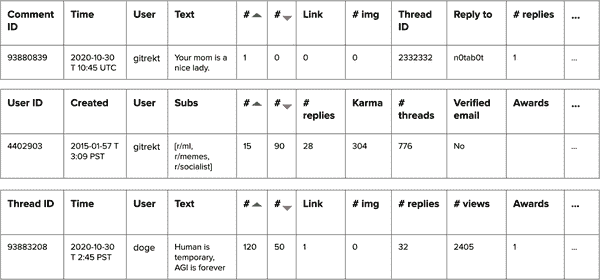 Comment ID Time User Text # ▲ # ▼ Link # img Thread ID Reply to # replies ...
93880839 2020-10-30 T 10:45 UTC gitrekt Your mom is a nice lady. 1 0 0 0 2332332 n0tab0t 1 ...
User ID Created User Subs # ▲ # ▼ # replies Karma # threads Verified email Awards ...
4402903 2015-01-57 T 3:09 PST gitrekt [r/ml, r/memes, r/socialist] 15 90 28 304 776 No ...
Thread ID Time User Text # ▲ # ▼ Link # img # replies # views Awards ...
93883208 2020-10-30 T 2:45 PST doge Human is temporary, AGI is forever 120 50 1 0 32 2405 1 ...